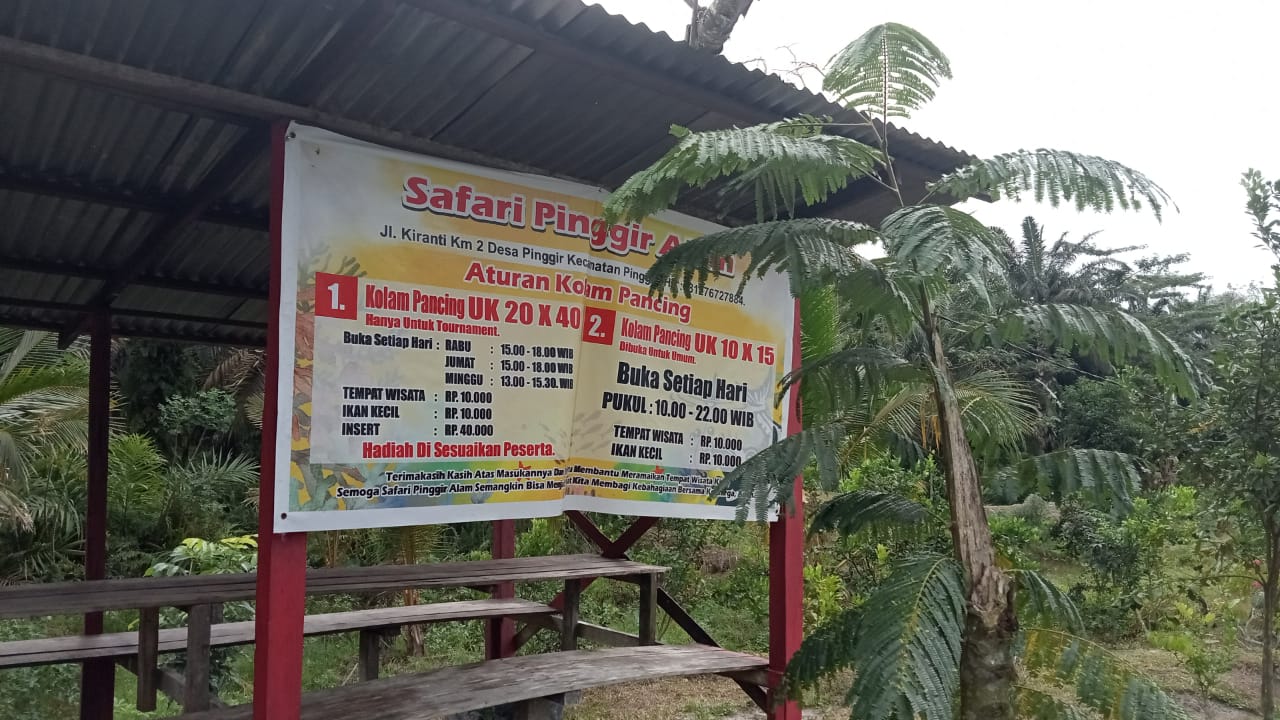 Safari Pinggir Alam
Jl. Kiranti Km 2 Desa Pinggir Kecamatan Pinggir
Aturan Kolam Pancing
1. Kolam Pancing UK 20 X 40
Hanya Untuk Tournament.
Buka Setiap Hari : RABU : 15.00 - 18.00 WIB
JUMAT : 15.00 - 18.00 WIB
MINGGU : 13.00 - 15.30. WIB
TEMPAT WISATA : RP. 10.000
IKAN KECIL : RP. 10.000
INSERT : RP. 40.000
Hadiah Di Sesuaikan Peserta.
2. Kolam Pancing UK 10 X 15
Dibuka Untuk Umum.
Buka Setiap Hari
PUKUL : 10.00 - 22.00 WIB
TEMPAT WISATA : RP. 10.000
IKAN KECIL : RP. 10.000
Terimakasih Kasih Atas Masukannya Membantu Meramaikan Tempat Wisata
Semoga Safari Pinggir Alam Semangkin Bisa Kita Membagi Kebahagiaan Bersama